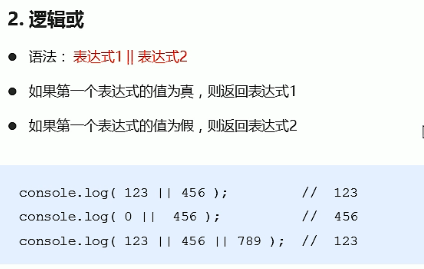 2. 逻辑或
● 语法： 表达式1 || 表达式2
● 如果第一个表达式的值为真，则返回表达式1
● 如果第一个表达式的值为假，则返回表达式2
console.log( 123 || 456 ); // 123
console.log( 0 || 456 ); // 456
console.log( 123 || 456 || 789 ); // 123